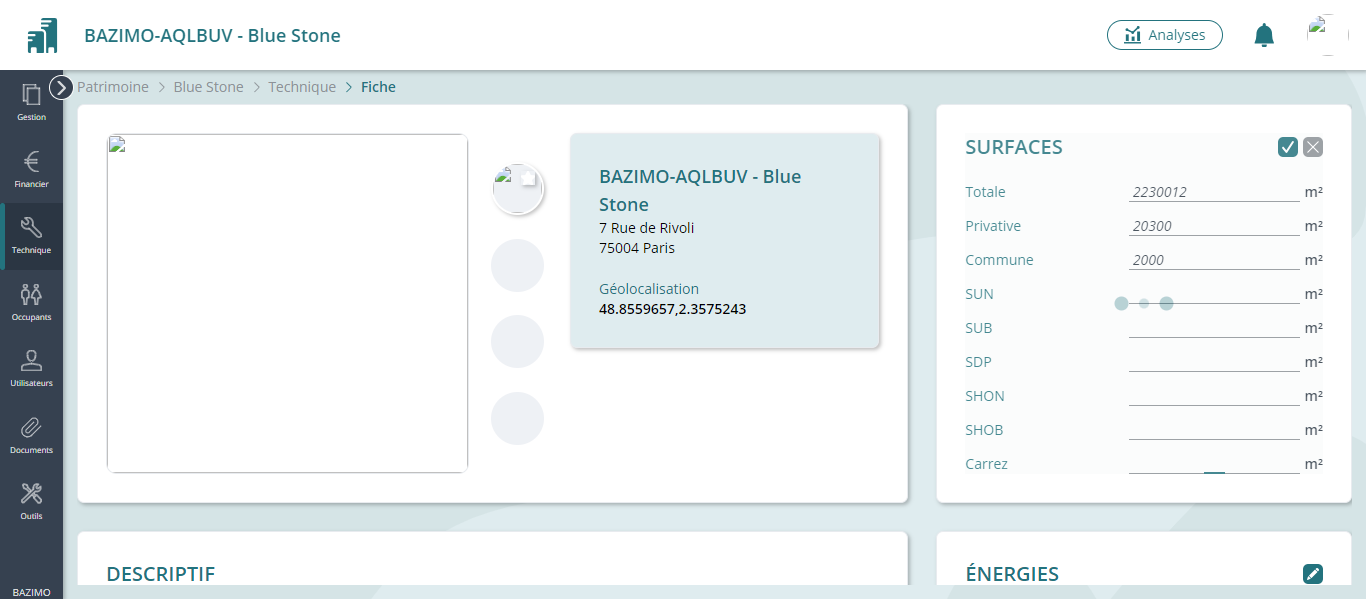 BAZIMO-AQLBUV - Blue Stone
Analyses
Patrimoine > Blue Stone > Technique > Fiche
Gestion
Financier
Technique
Occupants
Utilisateurs
Documents
Outils
BAZIMO
BAZIMO-AQLBUV - Blue
Stone
7 Rue de Rivoli
75004 Paris
Géolocalisation
48.8559657,2.3575243
SURFACES
Totale 2230012 m²
Privative 20300 m²
Commune 2000 m²
SUN m²
SUB m²
SDP m²
SHON m²
SHOB m²
Carrez m²
DESCRIPTIF
ÉNERGIES